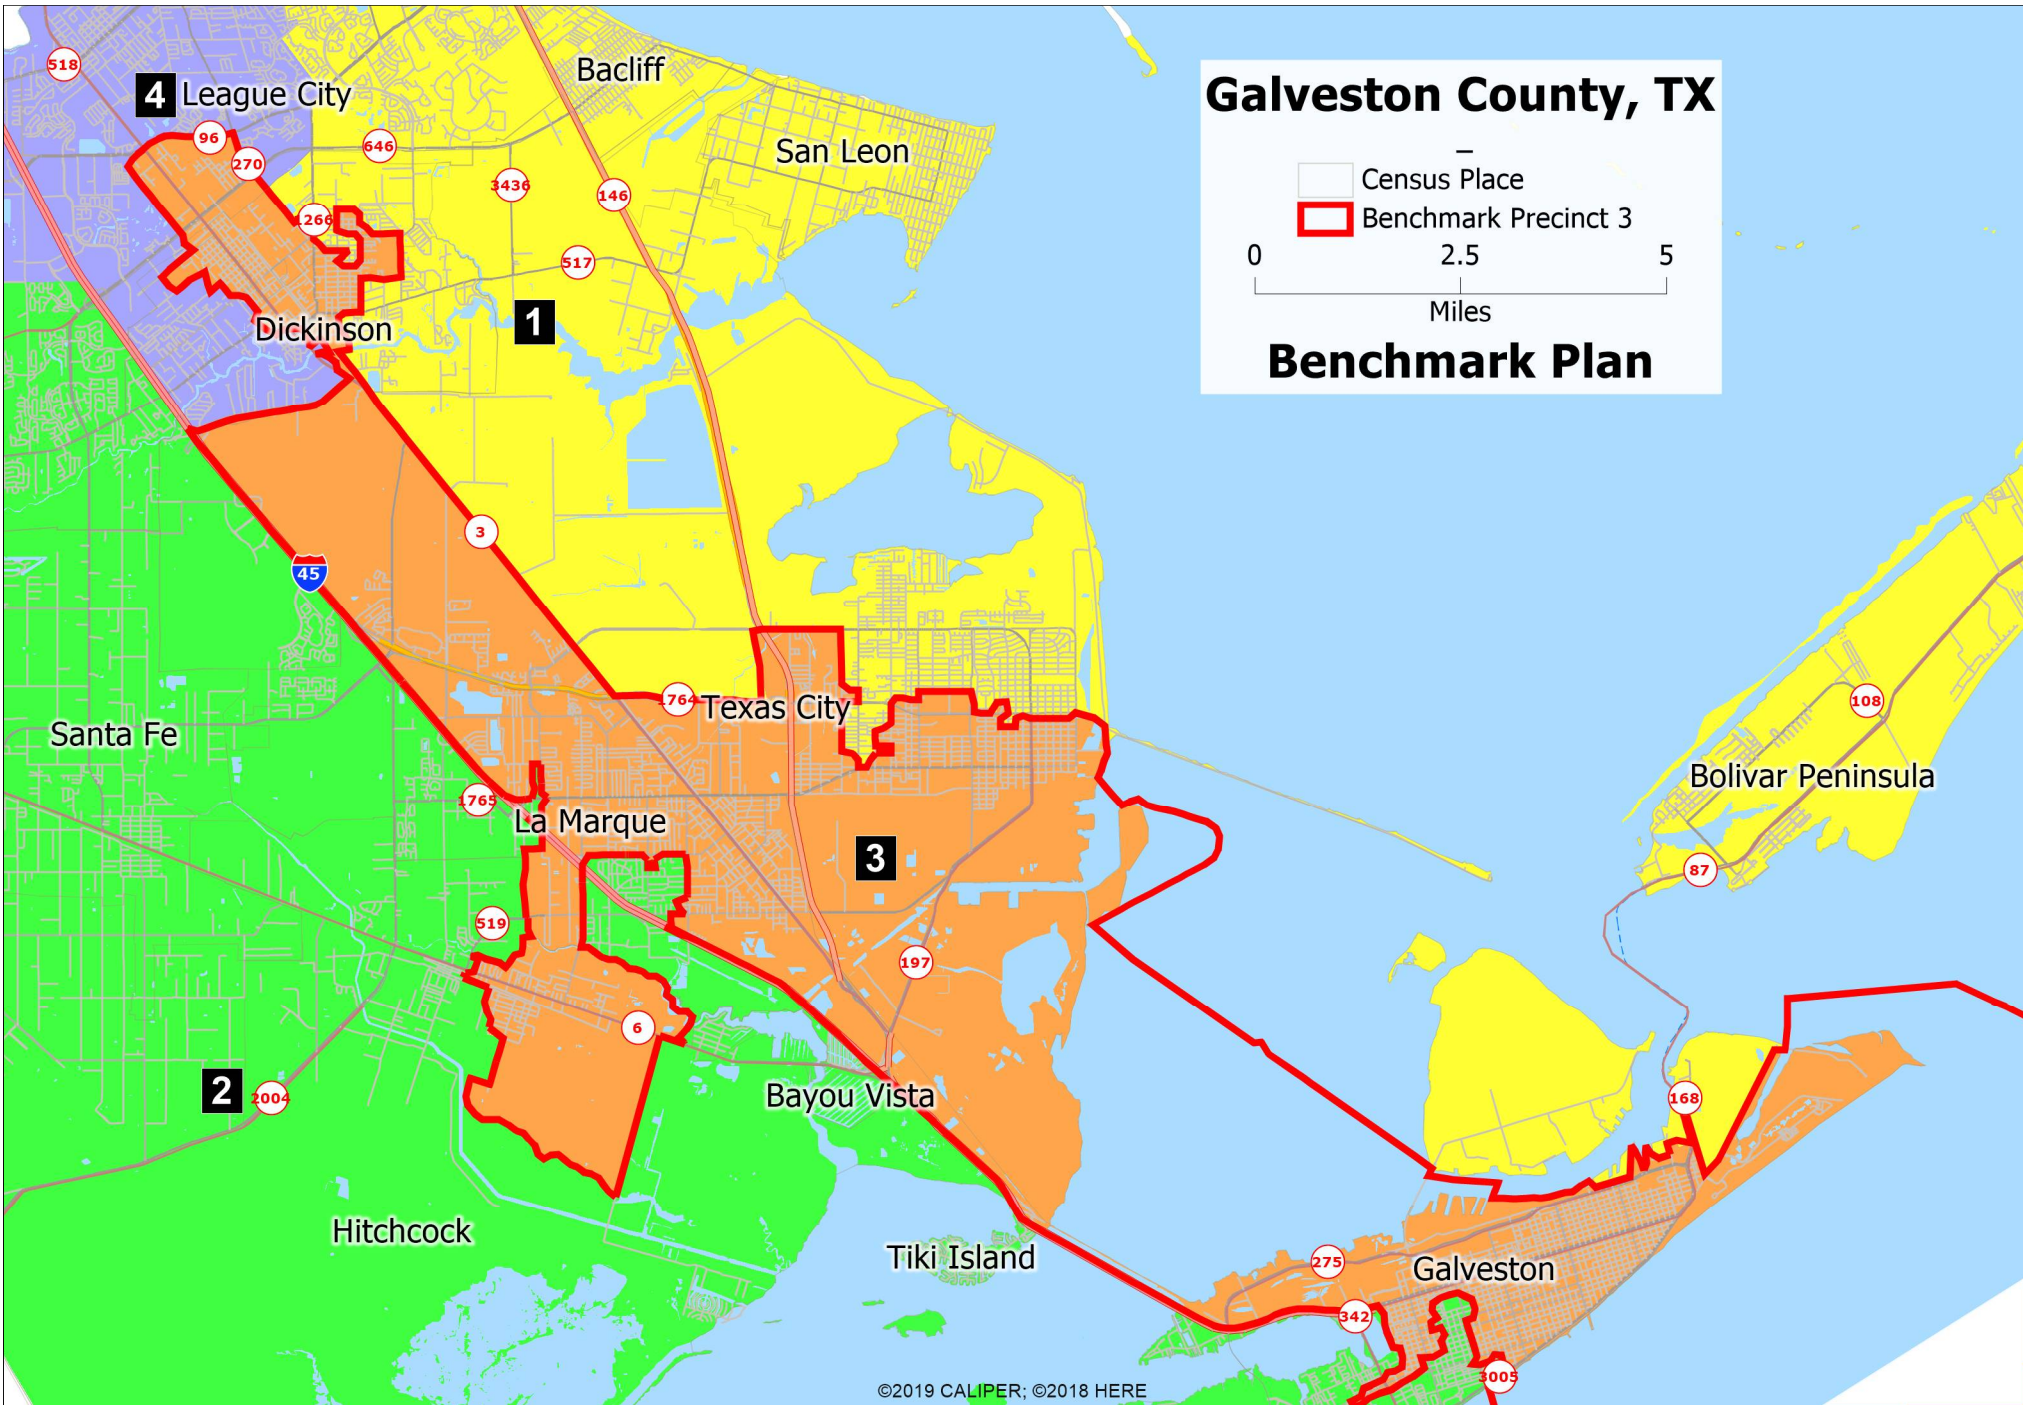 Galveston County, TX
–
Census Place
Benchmark Precinct 3
0 2.5 5
Miles
Benchmark Plan
518
4 League City
Bacliff
96
270
646
San Leon
3436
146
1266
517
1
Dickinson
3
45
1764
Texas City
108
Santa Fe
Bolivar Peninsula
1765
La Marque
3
87
519
197
6
2
2004
Bayou Vista
168
Hitchcock
Tiki Island
275
Galveston
342
3005
©2019 CALIPER; ©2018 HERE